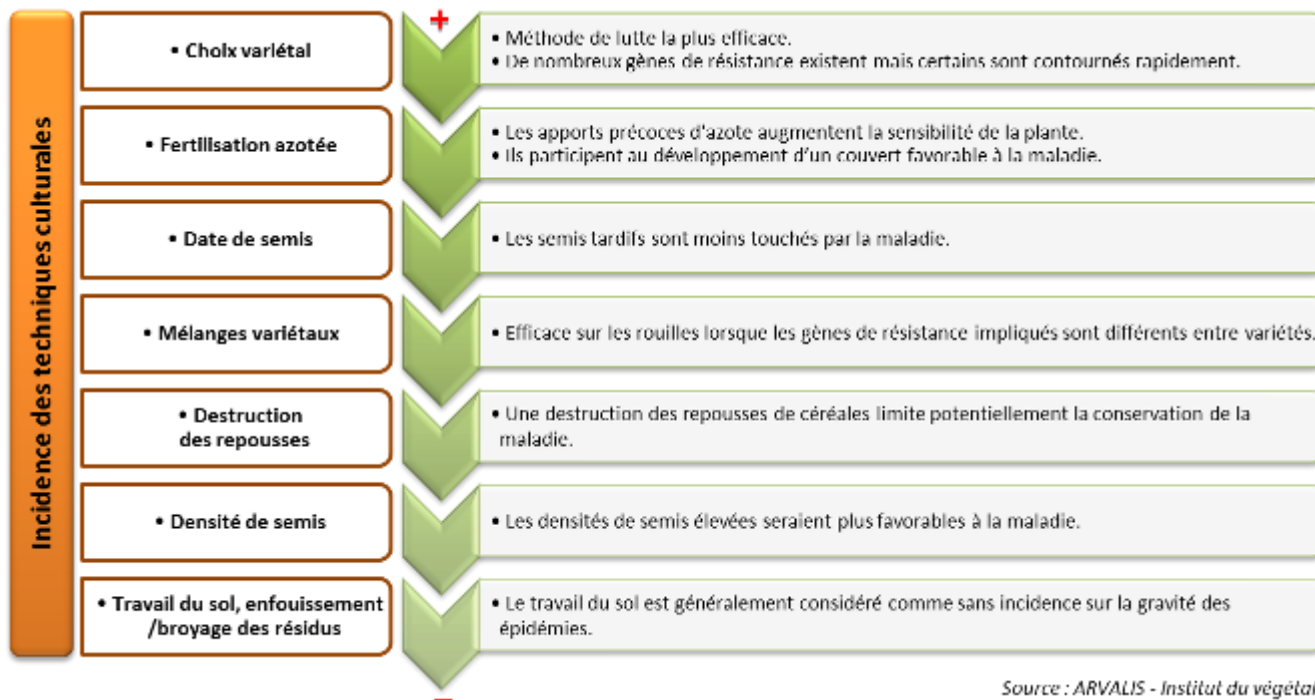 Incidence des techniques culturales
+
• Choix variétal
• Méthode de lutte la plus efficace.
• De nombreux gènes de résistance existent mais certains sont contournés rapidement.
• Fertilisation azotée
• Les apports précoces d'azote augmentent la sensibilité de la plante.
• Ils participent au développement d'un couvert favorable à la maladie.
• Date de semis
• Les semis tardifs sont moins touchés par la maladie.
• Mélanges variétaux
• Efficace sur les rouilles lorsque les gènes de résistance impliqués sont différents entre variétés.
• Destruction
des repousses
• Une destruction des repousses de céréales limite potentiellement la conservation de la
maladie.
• Densité de semis
• Les densités de semis élevées seraient plus favorables à la maladie.
• Travail du sol, enfouissement
/broyage des résidus
• Le travail du sol est généralement considéré comme sans incidence sur la gravité des
épidémies.
–
Source : ARVALIS - Institut du végétal